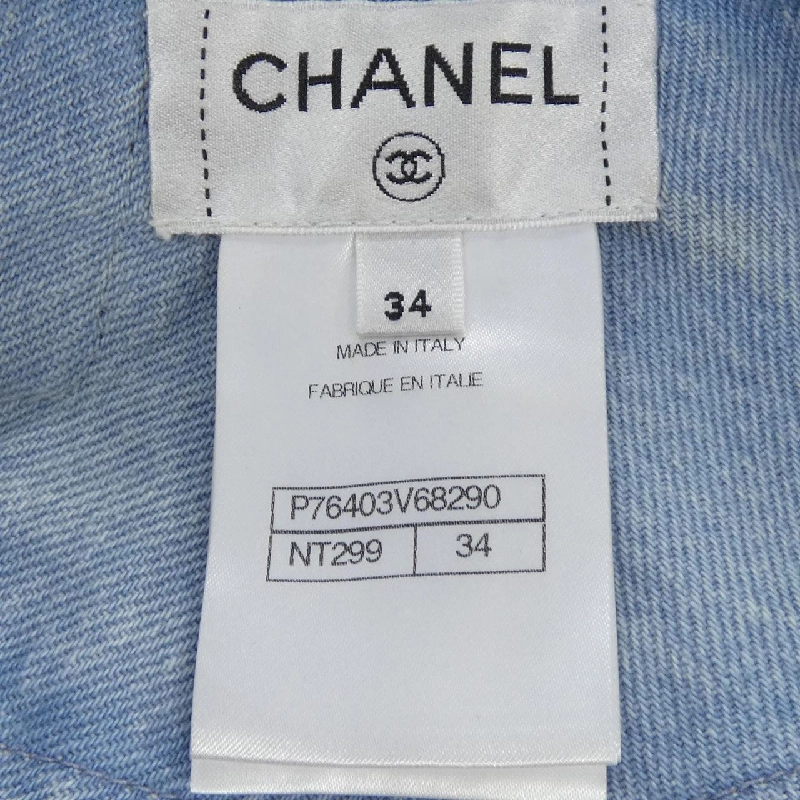 CHANEL
34
MADE IN ITALY
FABRIQUE EN ITALIE
P76403V68290
NT299 34